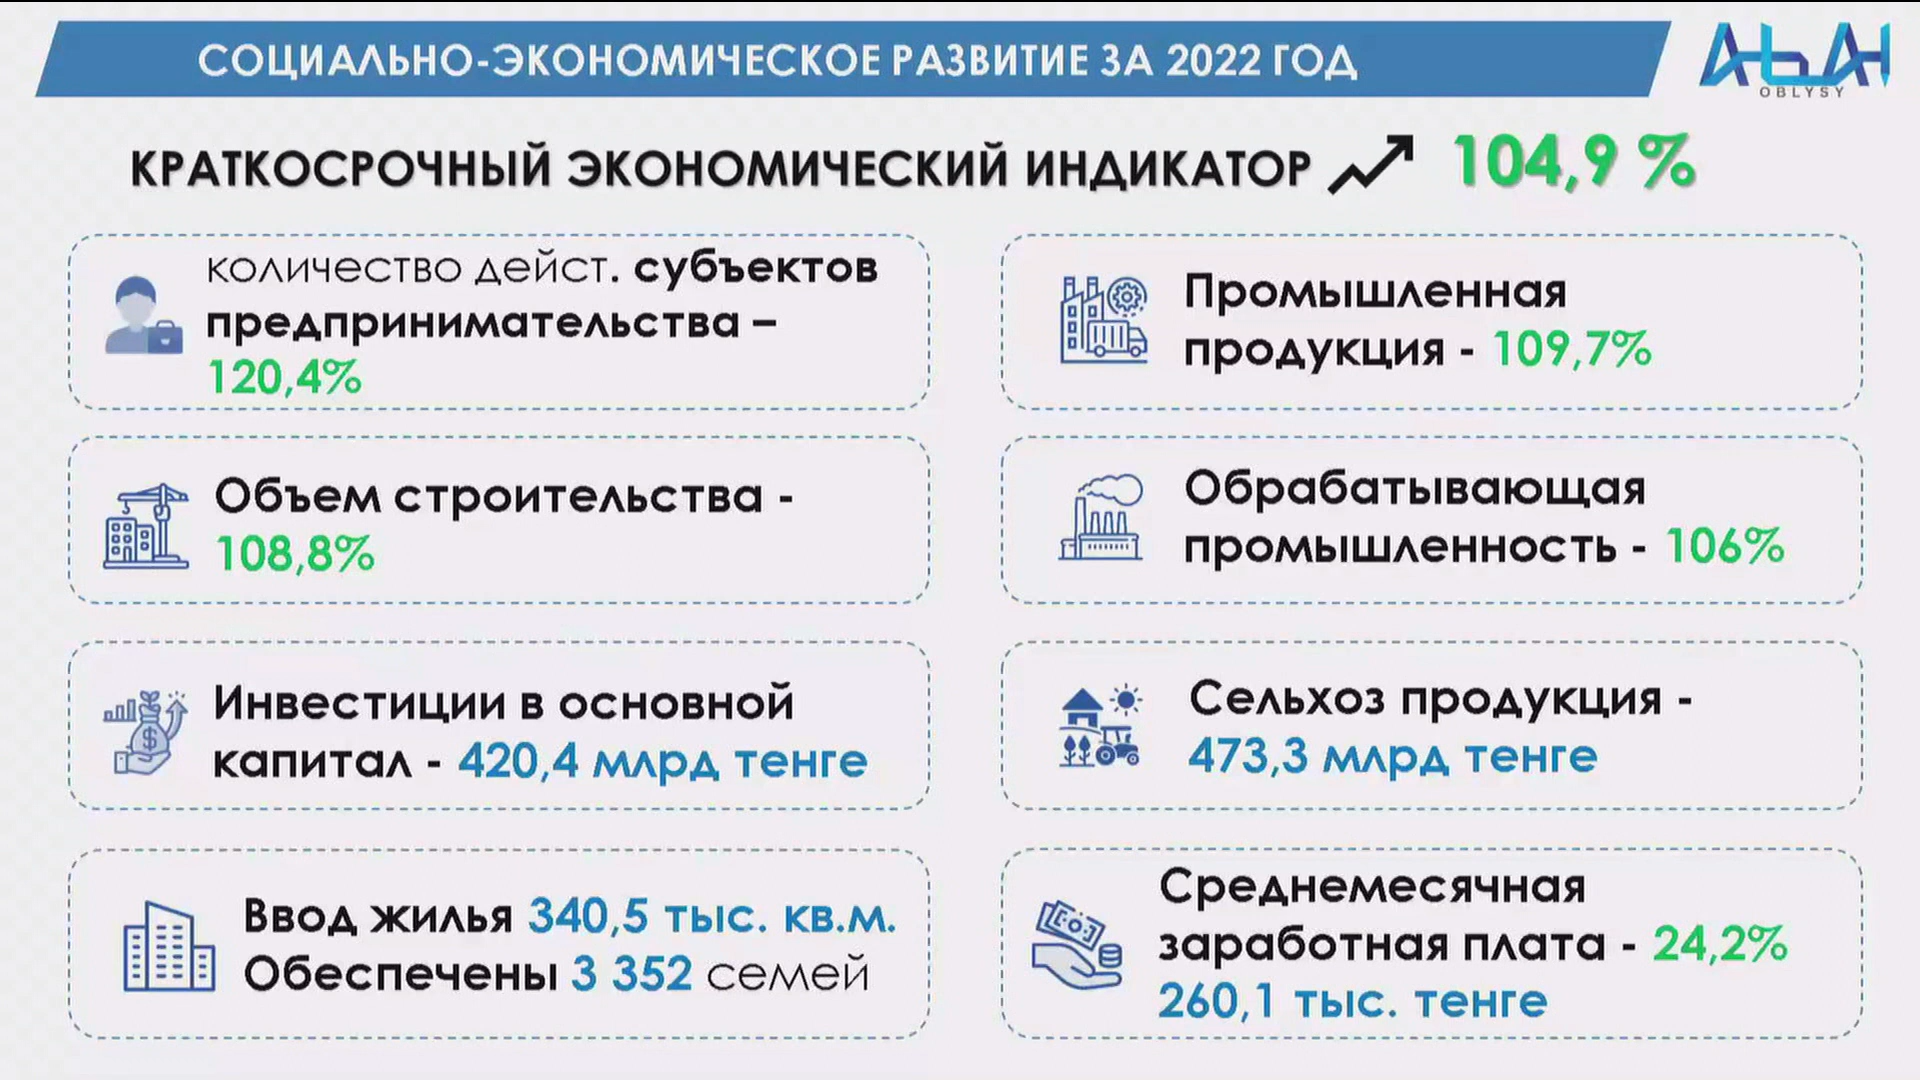 СОЦИАЛЬНО-ЭКОНОМИЧЕСКОЕ РАЗВИТИЕ ЗА 2022 ГОД
OBLYSY
КРАТКОСРОЧНЫЙ ЭКОНОМИЧЕСКИЙ ИНДИКАТОР 104,9 %
количество дейст. субъектов
предпринимательства –
120,4%
Промышленная
продукция - 109,7%
Объем строительства -
108,8%
Обрабатывающая
промышленность - 106%
Инвестиции в основной
капитал - 420,4 млрд тенге
Сельхоз продукция -
473,3 млрд тенге
Ввод жилья 340,5 тыс. кв.м.
Обеспечены 3 352 семей
Среднемесячная
заработная плата - 24,2%
260,1 тыс. тенге